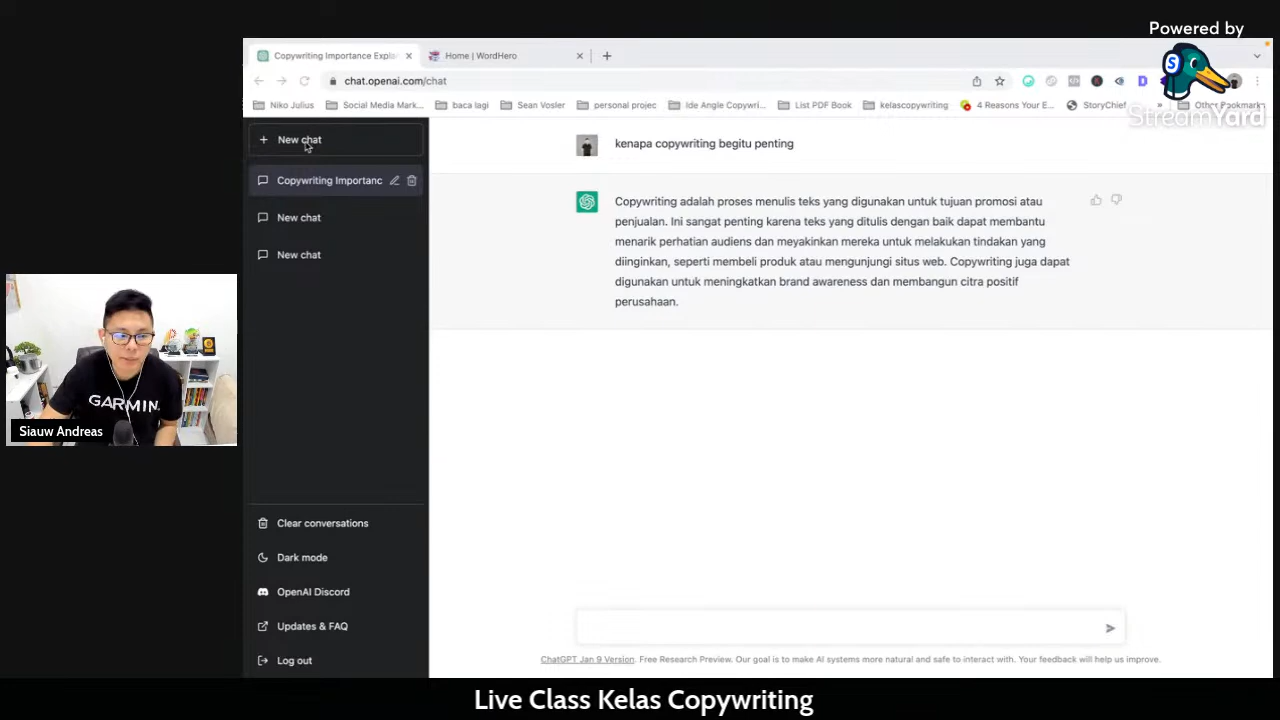 Powered by
StreamYard
Copywriting Importance Expla
Home | WordHero
chat.openai.com/chat
Niko Julius
Social Media Mark...
baca lagi
Sean Vosler
personal projec
Ide Angle Copywri...
List PDF Book
kelascopywriting
4 Reasons Your E...
StoryChief
»
Other Bookmarks
+ New chat
Copywriting Importanc
New chat
New chat
Clear conversations
Dark mode
OpenAI Discord
Updates & FAQ
Log out
kenapa copywriting begitu penting
Copywriting adalah proses menulis teks yang digunakan untuk tujuan promosi atau
penjualan. Ini sangat penting karena teks yang ditulis dengan baik dapat membantu
menarik perhatian audiens dan meyakinkan mereka untuk melakukan tindakan yang
diinginkan, seperti membeli produk atau mengunjungi situs web. Copywriting juga dapat
digunakan untuk meningkatkan brand awareness dan membangun citra positif
perusahaan.
ChatGPT Jan 9 Version. Free Research Preview. Our goal is to make AI systems more natural and safe to interact with. Your feedback will help us improve.
GARMIN
Siauw Andreas
Live Class Kelas Copywriting